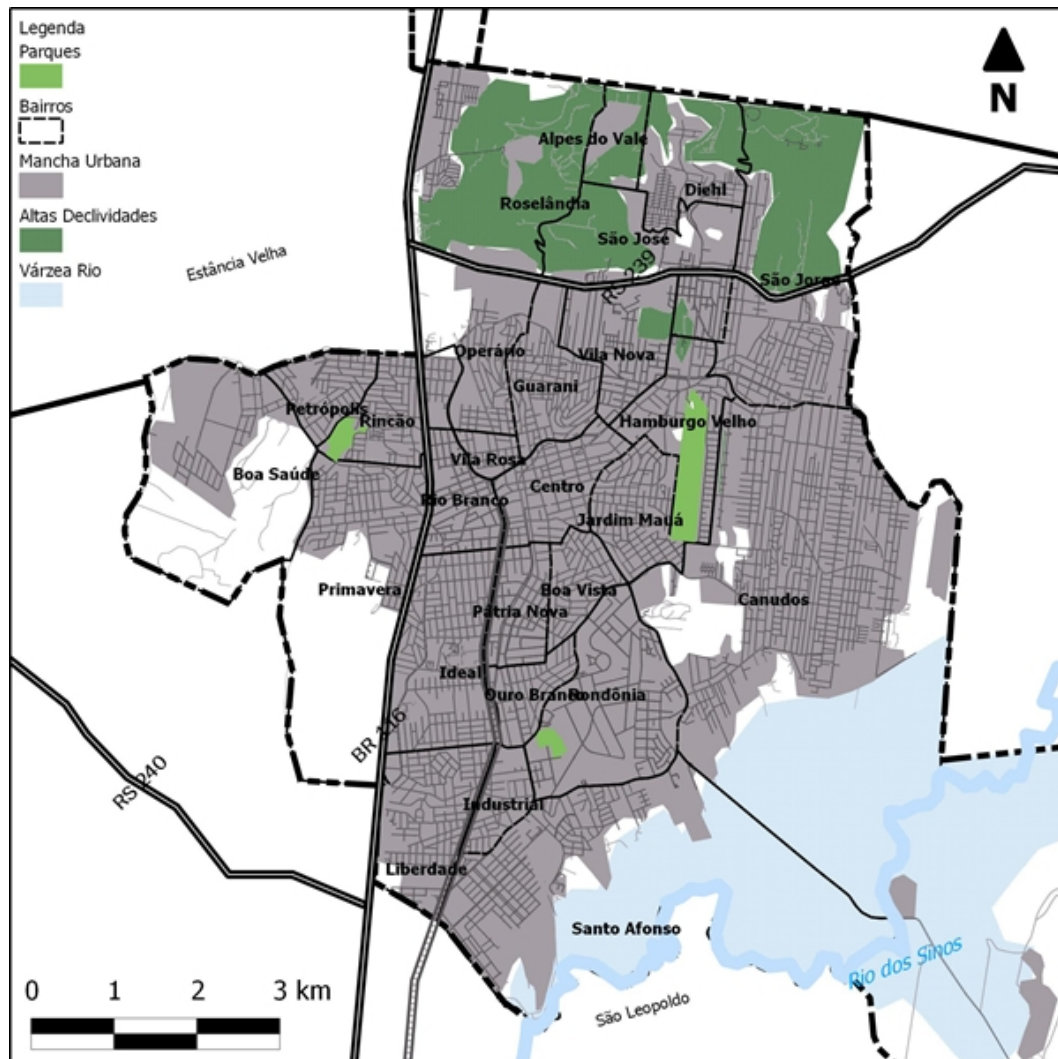 Legenda
Parques
Bairros
Mancha Urbana
Altas Declividades
Várzea Rio
N
Alpes do Vale
Diehl
Roselândia
São José
Estância Velha
RS 239
São Jorge
Operário
Vila Nova
Guarani
Petrópolis
Rincão
Hamburgo Velho
Vila Rosa
Boa Saúde
Centro
Rio Branco
Jardim Mauá
Primavera
Boa Vista
Canudos
Pátria Nova
Ideal
Ouro Branco
Rondônia
BR 116
RS 240
Industrial
Liberdade
Santo Afonso
Rio dos Sinos
São Leopoldo
0 1 2 3 km